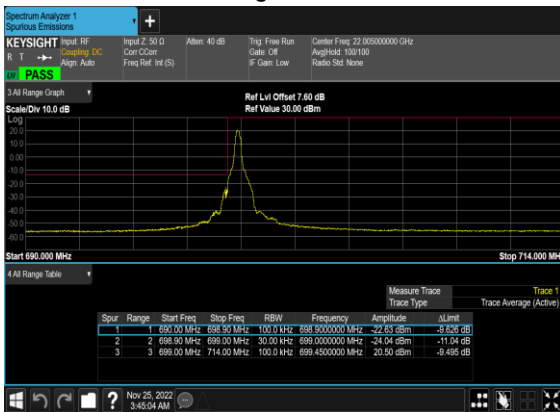 Spectrum Analyzer 1
Spurious Emissions
KEYSIGHT Input: RF Input Z: 50 Ω Atten: 40 dB Trig: Free Run Center Freq: 22.005000000 GHz
R T Coupling: DC Corr CCorr Gate: Off Avg|Hold: 100/100
Align: Auto Freq Ref: Int (S) IF Gain: Low Radio Std: None
PASS
3 All Range Graph
Ref Lvl Offset 7.60 dB
Scale/Div 10.0 dB Ref Value 30.00 dBm
Log
20.0
10.0
0.00
-10.0
-20.0
-30.0
-40.0
-50.0
-60.0
Start 690.000 MHz Stop 714.000 MH
4 All Range Table
Measure Trace Trace 1
Trace Type Trace Average (Active)
Spur Range Start Freq Stop Freq RBW Frequency Amplitude ΔLimit
1 1 690.00 MHz 698.90 MHz 100.0 kHz 698.9000000 MHz -22.63 dBm -9.626 dB
2 2 698.90 MHz 699.00 MHz 30.00 kHz 699.0000000 MHz -24.04 dBm -11.04 dB
3 3 699.00 MHz 714.00 MHz 100.0 kHz 699.4500000 MHz 20.50 dBm -9.495 dB
Nov 25, 2022
3:45:04 AM